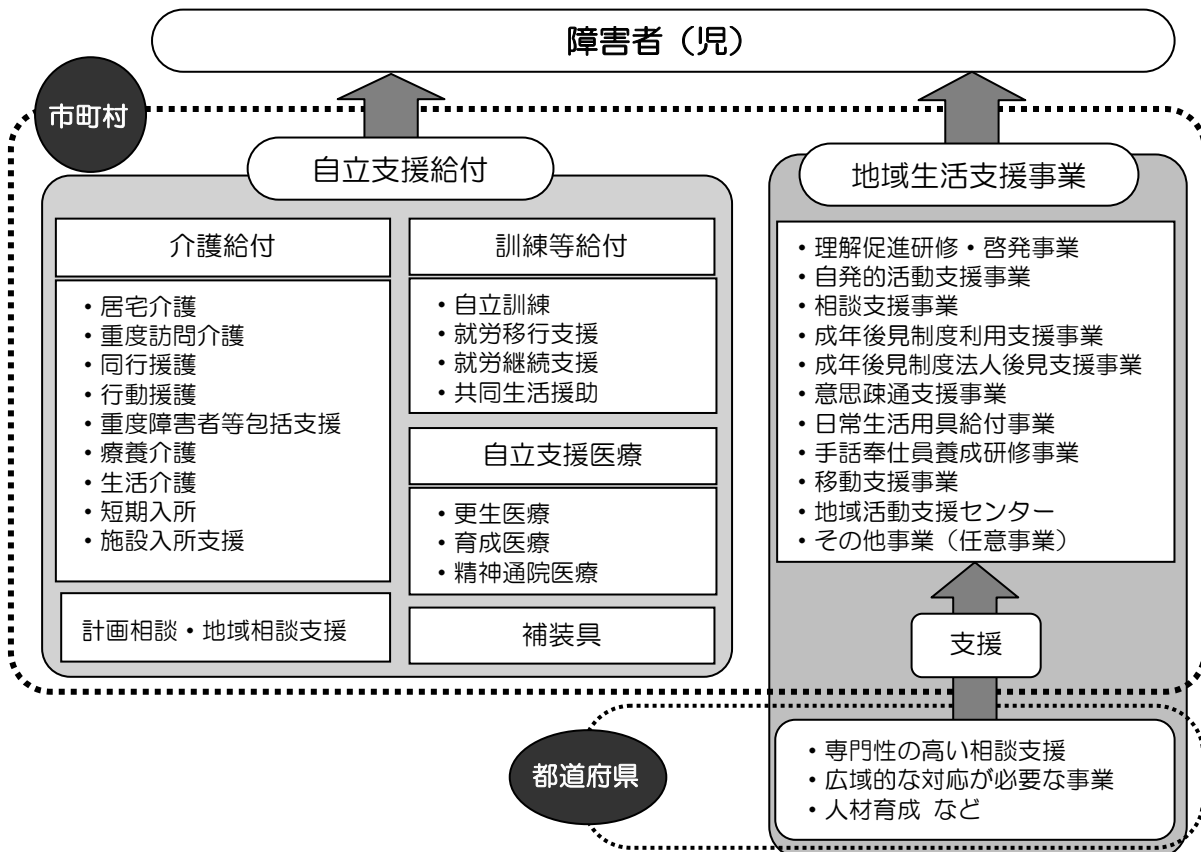 障害者（児）
市町村
自立支援給付
介護給付
・居宅介護
・重度訪問介護
・同行援護
・行動援護
・重度障害者等包括支援
・療養介護
・生活介護
・短期入所
・施設入所支援
計画相談・地域相談支援
訓練等給付
・自立訓練
・就労移行支援
・就労継続支援
・共同生活援助
自立支援医療
・更生医療
・育成医療
・精神通院医療
補装具
地域生活支援事業
・理解促進研修・啓発事業
・自発的活動支援事業
・相談支援事業
・成年後見制度利用支援事業
・成年後見制度法人後見支援事業
・意思疎通支援事業
・日常生活用具給付事業
・手話奉仕員養成研修事業
・移動支援事業
・地域活動支援センター
・その他事業（任意事業）
支援
都道府県
・専門性の高い相談支援
・広域的な対応が必要な事業
・人材育成 など